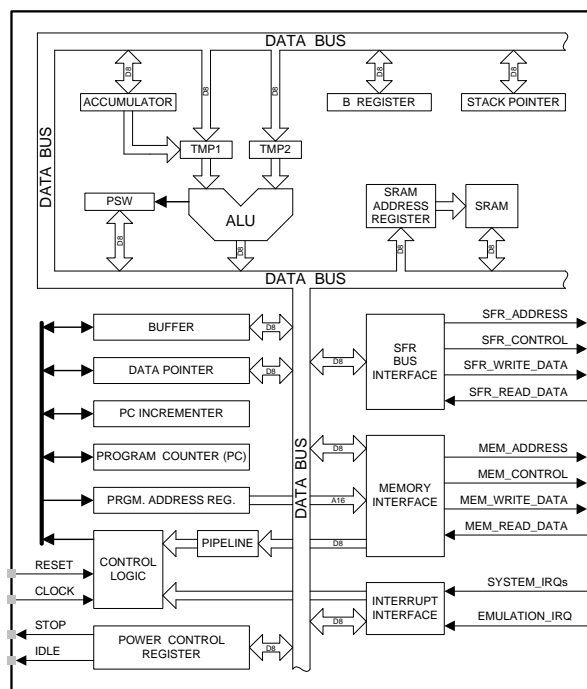 DATA BUS
D8
D8
D8
D8
D8
ACCUMULATOR
B REGISTER
STACK POINTER
DATA BUS
TMP1
TMP2
PSW
ALU
SRAM
ADDRESS
REGISTER
SRAM
D8
D8
D8
D8
DATA BUS
BUFFER
D8
DATA POINTER
D8
PC INCREMENTER
PROGRAM COUNTER (PC)
PRGM. ADDRESS REG.
A16
CONTROL
LOGIC
PIPELINE
D8
RESET
CLOCK
STOP
IDLE
POWER CONTROL
REGISTER
D8
DATA BUS
D8
SFR
BUS
INTERFACE
SFR_ADDRESS
SFR_CONTROL
SFR_WRITE_DATA
SFR_READ_DATA
D8
MEMORY
INTERFACE
MEM_ADDRESS
MEM_CONTROL
MEM_WRITE_DATA
MEM_READ_DATA
INTERRUPT
INTERFACE
D8
SYSTEM_IRQs
EMULATION_IRQ